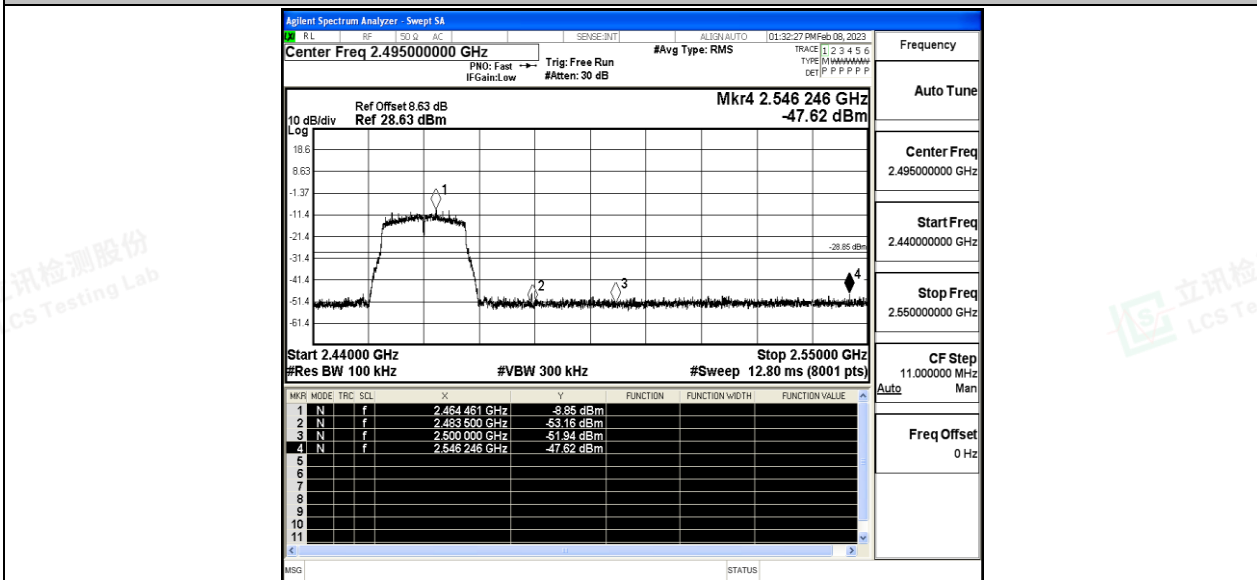 Agilent Spectrum Analyzer - Swept SA
RL RF 50 Ω AC SENSE:INT ALIGN AUTO 01:32:27 PM Feb 08, 2023
Center Freq 2.495000000 GHz
PNO: Fast
IFGain:Low
Trig: Free Run
#Atten: 30 dB
#Avg Type: RMS
TRACE 1 2 3 4 5 6
TYPE M
DET P P P P P P
Ref Offset 8.63 dB
10 dB/div Ref 28.63 dBm
Log
Mkr4 2.546 246 GHz
-47.62 dBm
18.6
8.63
-1.37
-11.4
-21.4
-31.4
-41.4
-51.4
-61.4
1
2
3
4
-28.85 dBm
Start 2.44000 GHz Stop 2.55000 GHz
#Res BW 100 kHz #VBW 300 kHz #Sweep 12.80 ms (8001 pts)
MKR MODE TRC SCL X Y FUNCTION FUNCTION WIDTH FUNCTION VALUE
1 N f 2.464 461 GHz -8.85 dBm
2 N f 2.483 500 GHz -53.16 dBm
3 N f 2.500 000 GHz -51.94 dBm
4 N f 2.546 246 GHz -47.62 dBm
5
6
7
8
9
10
11
MSG STATUS
Frequency
Auto Tune
Center Freq
2.495000000 GHz
Start Freq
2.440000000 GHz
Stop Freq
2.550000000 GHz
CF Step
11.000000 MHz
Auto Man
Freq Offset
0 Hz
讯检测股份
LCS Testing Lab
立讯检
LCS Te